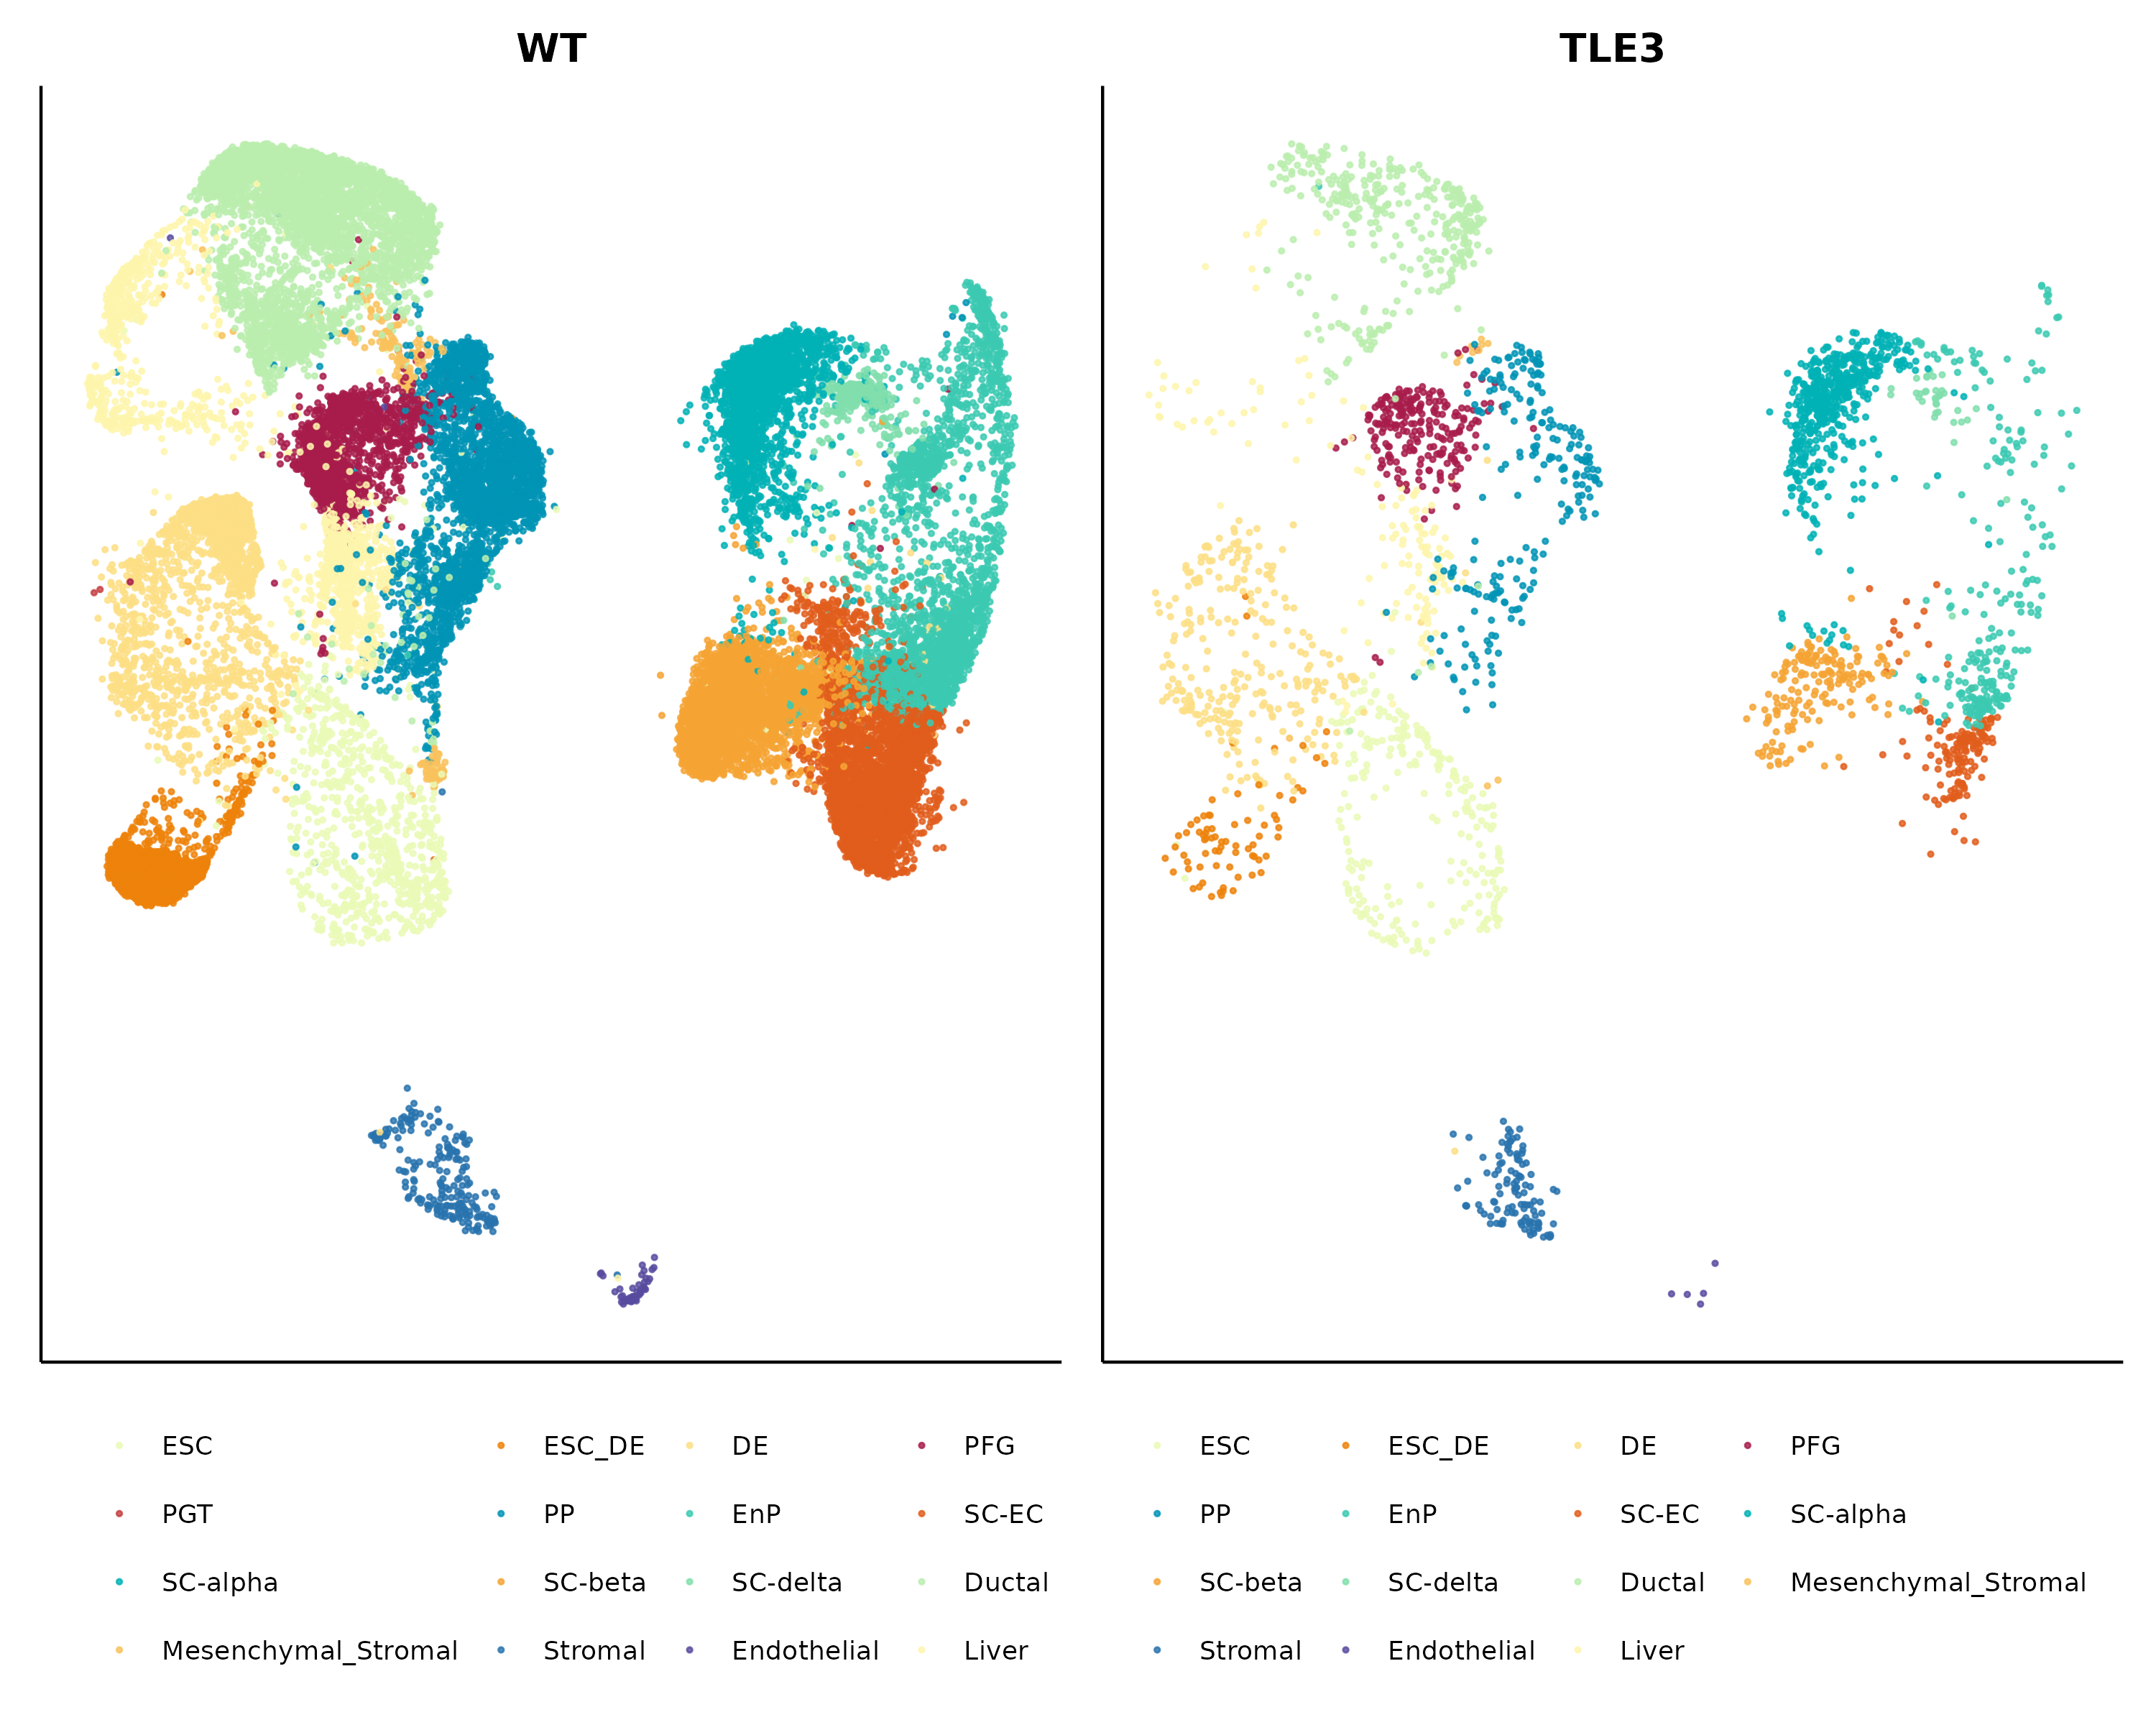 WT
TLE3
ESC ESC_DE DE PFG
PGT PP EnP SC-EC
SC-alpha SC-beta SC-delta Ductal
Mesenchymal_Stromal Stromal Endothelial Liver
ESC ESC_DE DE PFG
PP EnP SC-EC SC-alpha
SC-beta SC-delta Ductal Mesenchymal_Stromal
Stromal Endothelial Liver